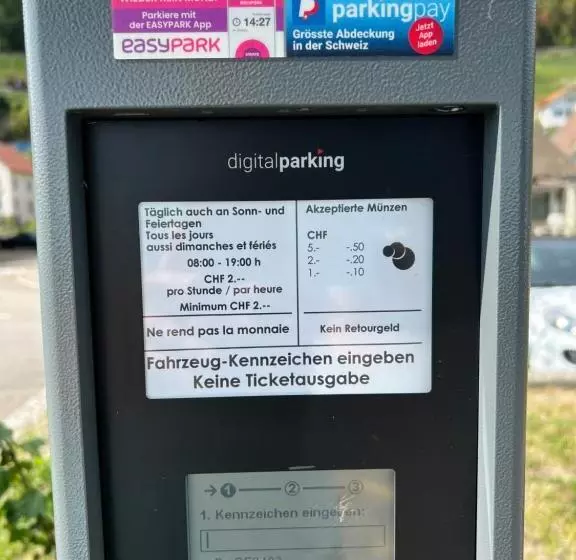 Parkiere mit
der EASYPARK App
easypark
14:27
parkingpay
Grösste Abdeckung
in der Schweiz
Jetzt
App
laden
digitalparking
Täglich auch an Sonn- und
Feiertagen
Tous les jours
aussi dimanches et fériés
08:00 - 19:00 h
CHF 2.--
pro Stunde / par heure
Minimum CHF 2.--
Ne rend pas la monnaie
Akzeptierte Münzen
CHF
5.- -.50
2.- -.20
1.- -.10
Kein Retourgeld
Fahrzeug-Kennzeichen eingeben
Keine Ticketausgabe
1 2 3
1. Kennzeichen eingeben: